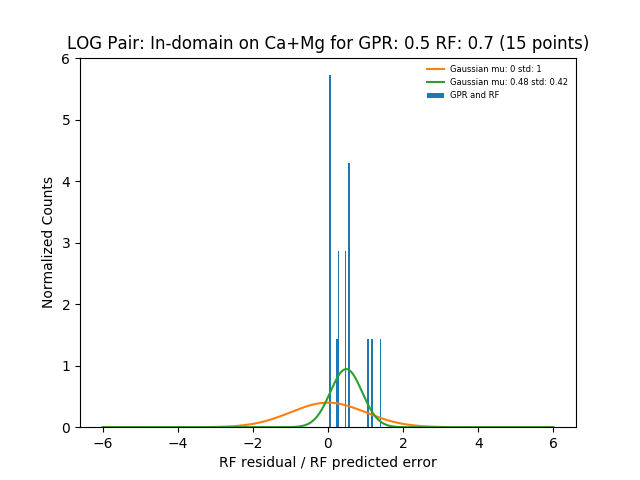 LOG Pair: In-domain on Ca+Mg for GPR: 0.5 RF: 0.7 (15 points)
Gaussian mu: 0 std: 1
Gaussian mu: 0.48 std: 0.42
GPR and RF
Normalized Counts
6
5
4
3
2
1
0
−6
−4
−2
0
2
4
6
RF residual / RF predicted error